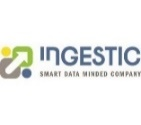 INGESTIC
SMART DATA MINDED COMPANY